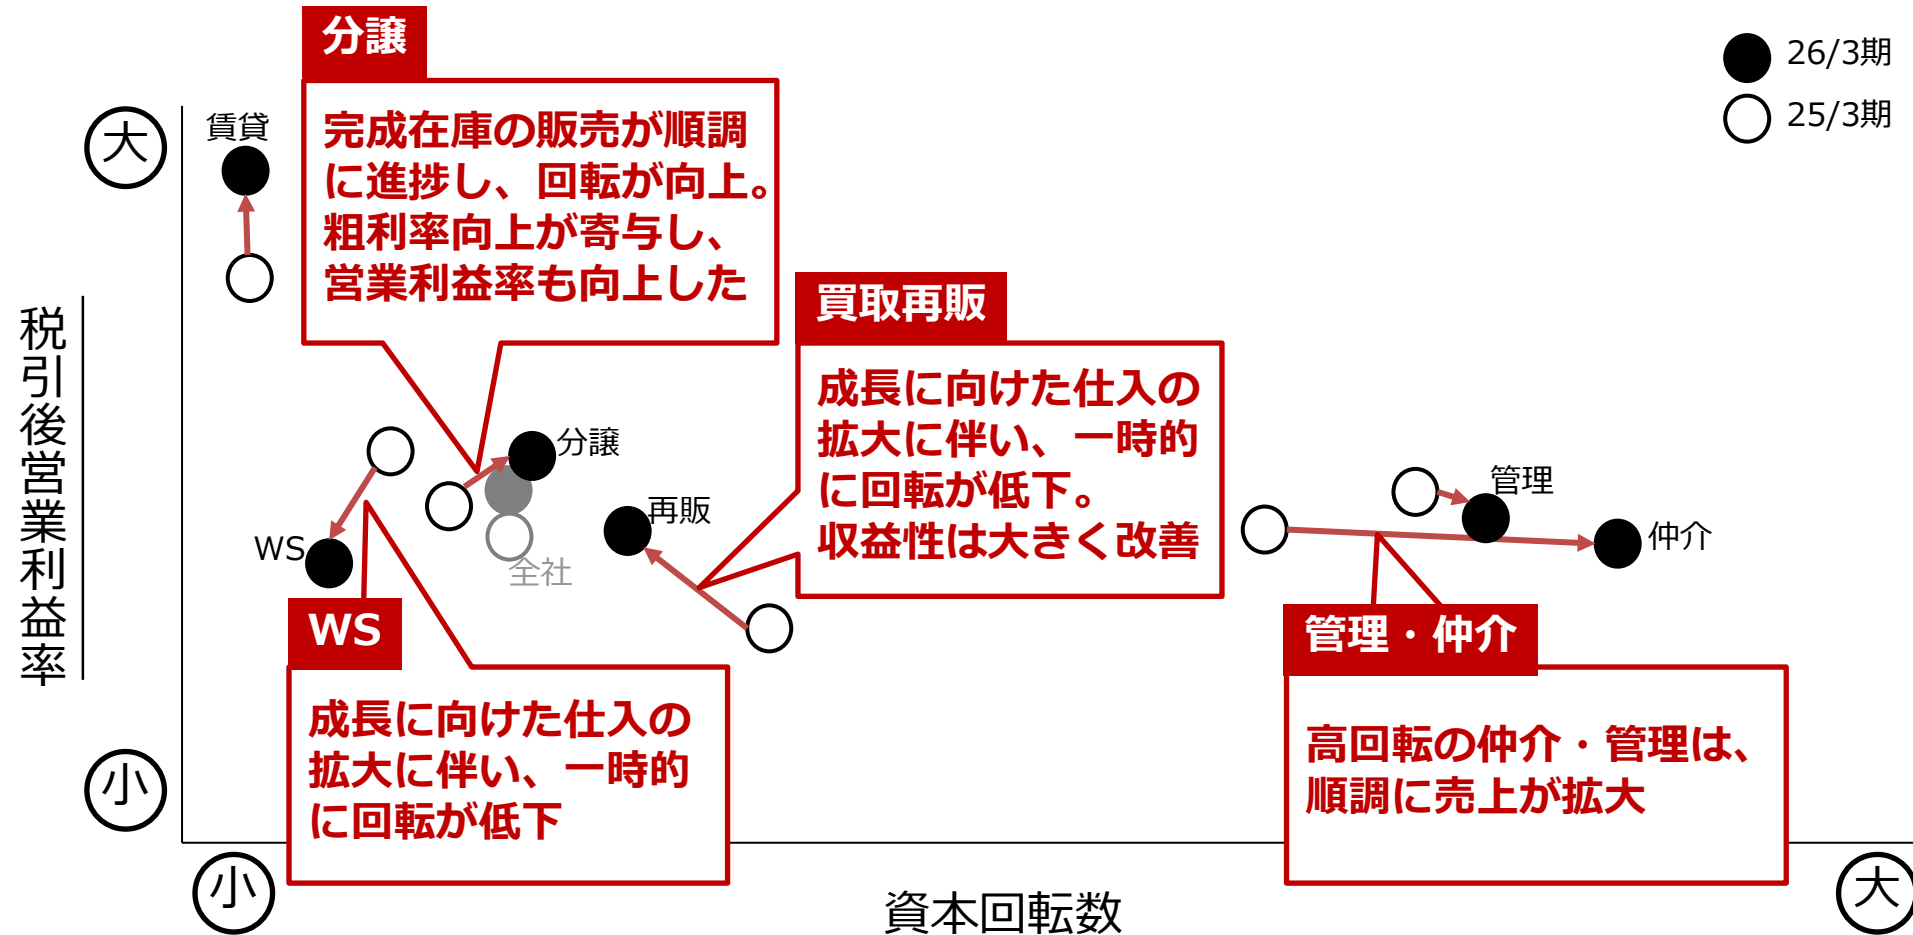 26/3期
25/3期
大
小
税引後営業利益率
小
大
資本回転数
賃貸
分譲
完成在庫の販売が順調
に進捗し、回転が向上。
粗利率向上が寄与し、
営業利益率も向上した
買取再販
成長に向けた仕入の
拡大に伴い、一時的
に回転が低下。
収益性は大きく改善
分譲
再販
全社
WS
管理
仲介
WS
成長に向けた仕入の
拡大に伴い、一時的
に回転が低下
管理・仲介
高回転の仲介・管理は、
順調に売上が拡大